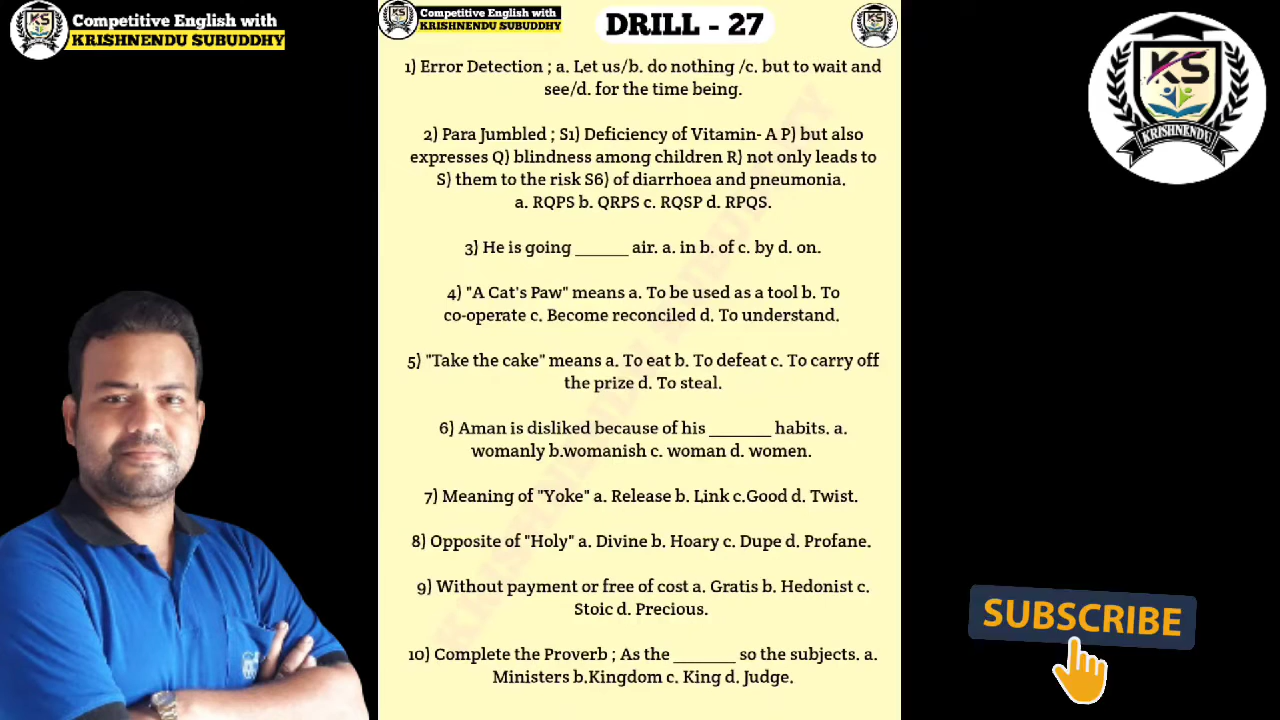 Competitive English with
KRISHNENDU SUBUDDHY
KS
Competitive English with
KRISHNENDU SUBUDDHY
DRILL - 27
KS
KS
KRISHNENDU
1) Error Detection ; a. Let us/b. do nothing /c. but to wait and
see/d. for the time being.
2) Para Jumbled ; S1) Deficiency of Vitamin- A P) but also
expresses Q) blindness among children R) not only leads to
S) them to the risk S6) of diarrhoea and pneumonia.
a. RQPS b. QRPS c. RQSP d. RPQS.
3) He is going ______ air. a. in b. of c. by d. on.
4) "A Cat's Paw" means a. To be used as a tool b. To
co-operate c. Become reconciled d. To understand.
5) "Take the cake" means a. To eat b. To defeat c. To carry off
the prize d. To steal.
6) Aman is disliked because of his _______ habits. a.
womanly b.womanish c. woman d. women.
7) Meaning of "Yoke" a. Release b. Link c.Good d. Twist.
8) Opposite of "Holy" a. Divine b. Hoary c. Dupe d. Profane.
9) Without payment or free of cost a. Gratis b. Hedonist c.
Stoic d. Precious.
10) Complete the Proverb ; As the _______ so the subjects. a.
Ministers b.Kingdom c. King d. Judge.
SUBSCRIBE